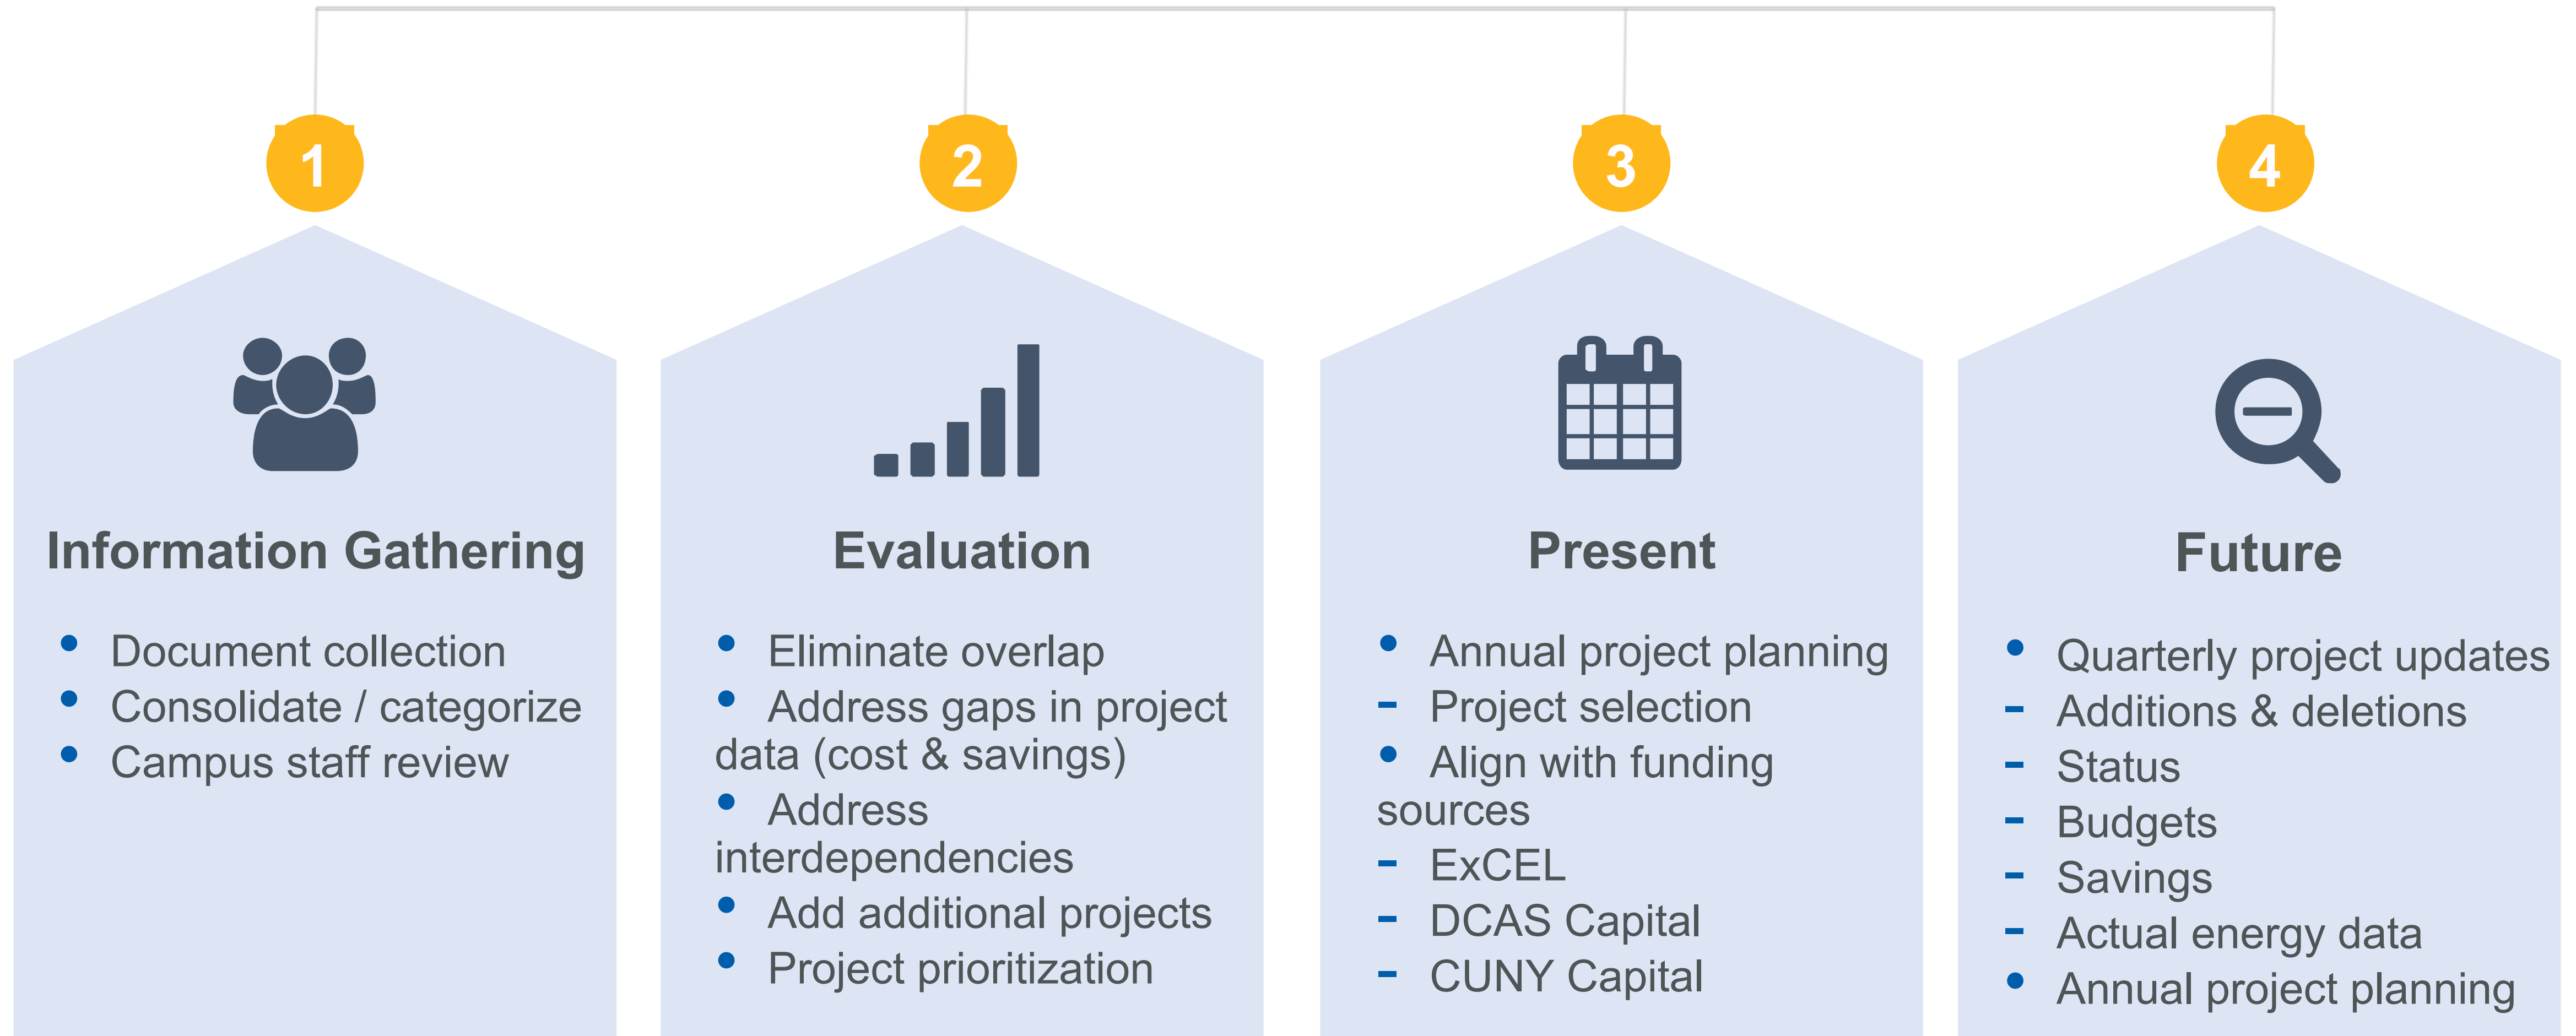 1
Information Gathering
• Document collection
• Consolidate / categorize
• Campus staff review
2
Evaluation
• Eliminate overlap
• Address gaps in project
data (cost & savings)
• Address
interdependencies
• Add additional projects
• Project prioritization
3
Present
• Annual project planning
- Project selection
• Align with funding
sources
- ExCEL
- DCAS Capital
- CUNY Capital
4
Future
• Quarterly project updates
- Additions & deletions
- Status
- Budgets
- Savings
- Actual energy data
• Annual project planning